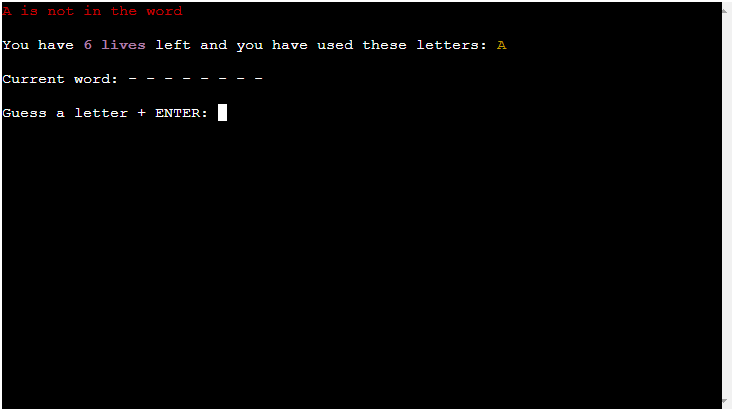 A is not in the word
You have 6 lives left and you have used these letters: A
Current word: - - - - - - - -
Guess a letter + ENTER: